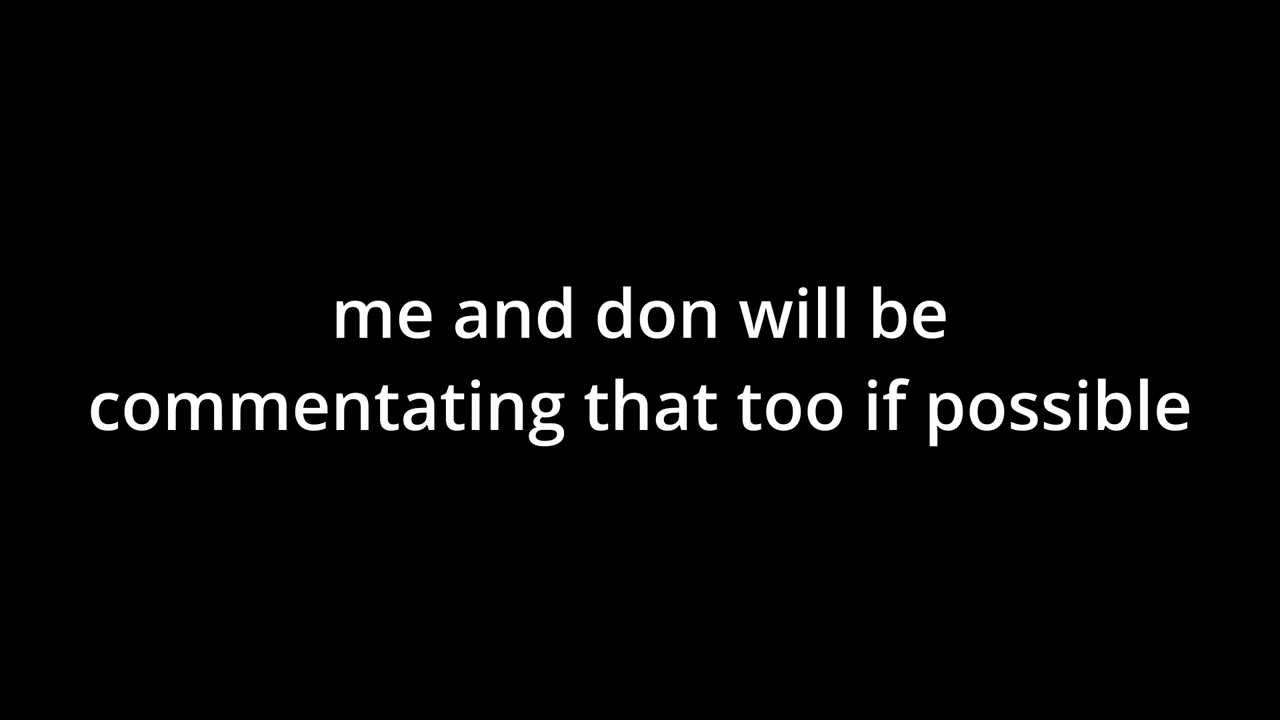 me and don will be
commentating that too if possible